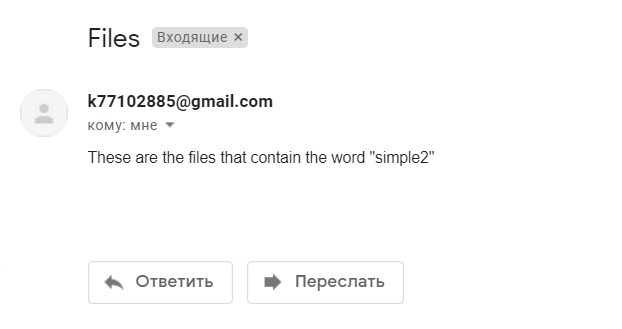 Files Входящие ×
k77102885@gmail.com
кому: мне
These are the files that contain the word "simple2"
Ответить Переслать